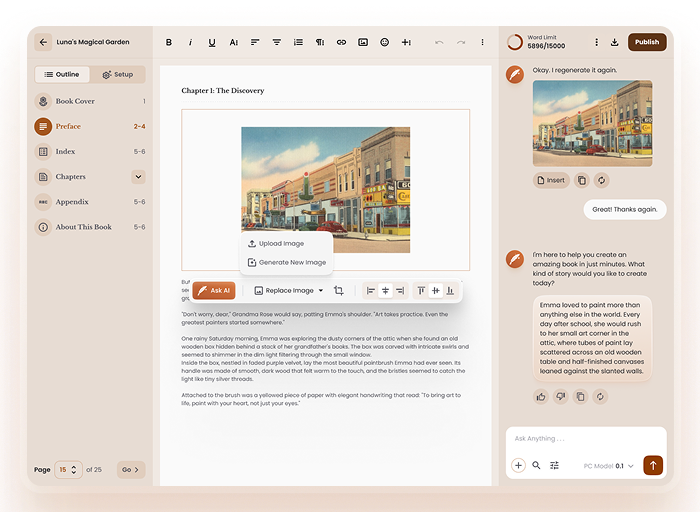 Luna's Magical Garden
Outline
Setup
Book Cover 1
Preface 2-4
Index 5-6
Chapters
Appendix 5-6
About This Book 5-6
Page 15 of 25 Go
B i U
Word Limit
5896/15000
Publish
Chapter 1: The Discovery
Upload Image
Generate New Image
Ask AI
Replace Image
"Don't worry, dear," Grandma Rose would say, patting Emma's shoulder. "Art takes practice. Even the
greatest painters started somewhere."
One rainy Saturday morning, Emma was exploring the dusty corners of the attic when she found an old
wooden box hidden behind a stack of her grandfather's books. The box was carved with intricate swirls and
seemed to shimmer in the dim light filtering through the small window.
Inside the box, nestled in faded purple velvet, lay the most beautiful paintbrush Emma had ever seen. Its
handle was made of smooth, dark wood that felt warm to the touch, and the bristles seemed to catch the
light like tiny silver threads.
Attached to the brush was a yellowed piece of paper with elegant handwriting that read: "To bring art to
life, paint with your heart, not just your eyes."
Okay. I regenerate it again.
Insert
Great! Thanks again.
I'm here to help you create an
amazing book in just minutes. What
kind of story would you like to create
today?
Emma loved to paint more than
anything else in the world. Every
day after school, she would rush
to her small art corner in the
attic, where tubes of paint lay
scattered across an old wooden
table and half-finished canvases
leaned against the slanted walls.
Ask Anything . . .
PC Model 0.1